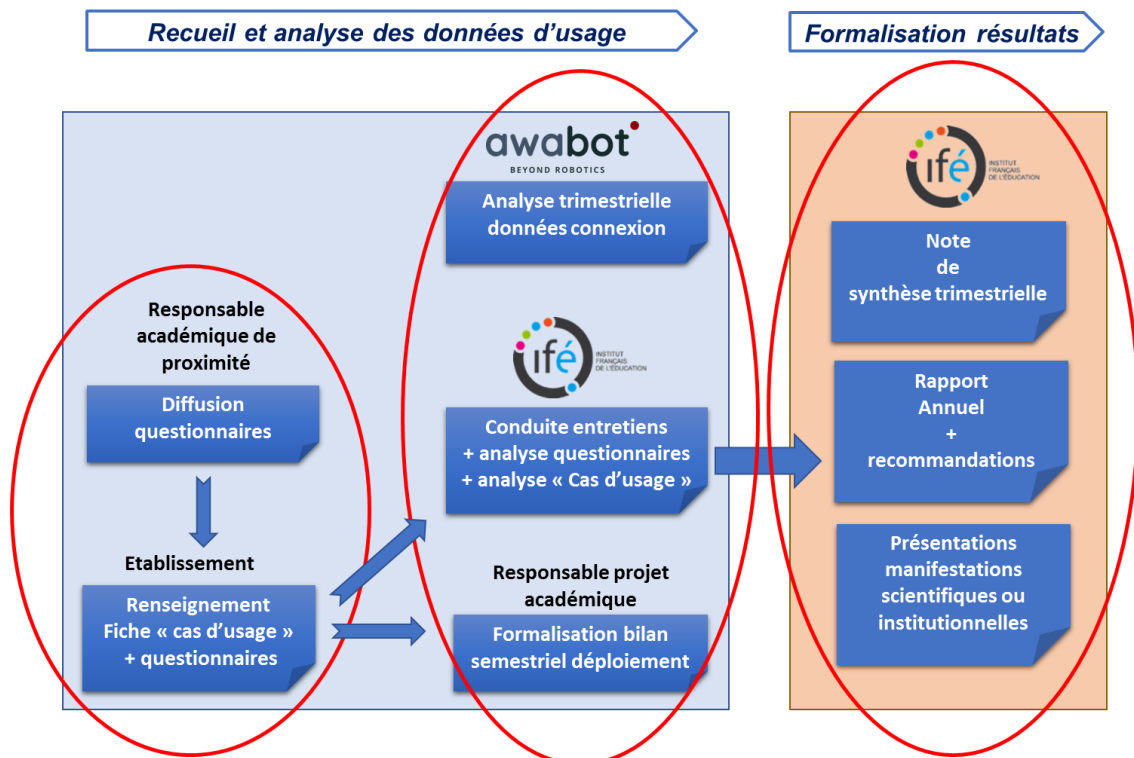 Recueil et analyse des données d’usage
Formalisation résultats
awabot
BEYOND ROBOTICS
Analyse trimestrielle
données connexion
Responsable
académique de
proximité
Diffusion
questionnaires
Etablissement
Renseignement
Fiche « cas d’usage »
+ questionnaires
ifé
INSTITUT
FRANÇAIS
DE L'ÉDUCATION
Conduite entretiens
+ analyse questionnaires
+ analyse « Cas d’usage »
Responsable projet
académique
Formalisation bilan
semestriel déploiement
ifé
INSTITUT
FRANÇAIS
DE L'ÉDUCATION
Note
de
synthèse trimestrielle
Rapport
Annuel
+
recommandations
Présentations
manifestations
scientifiques ou
institutionnelles